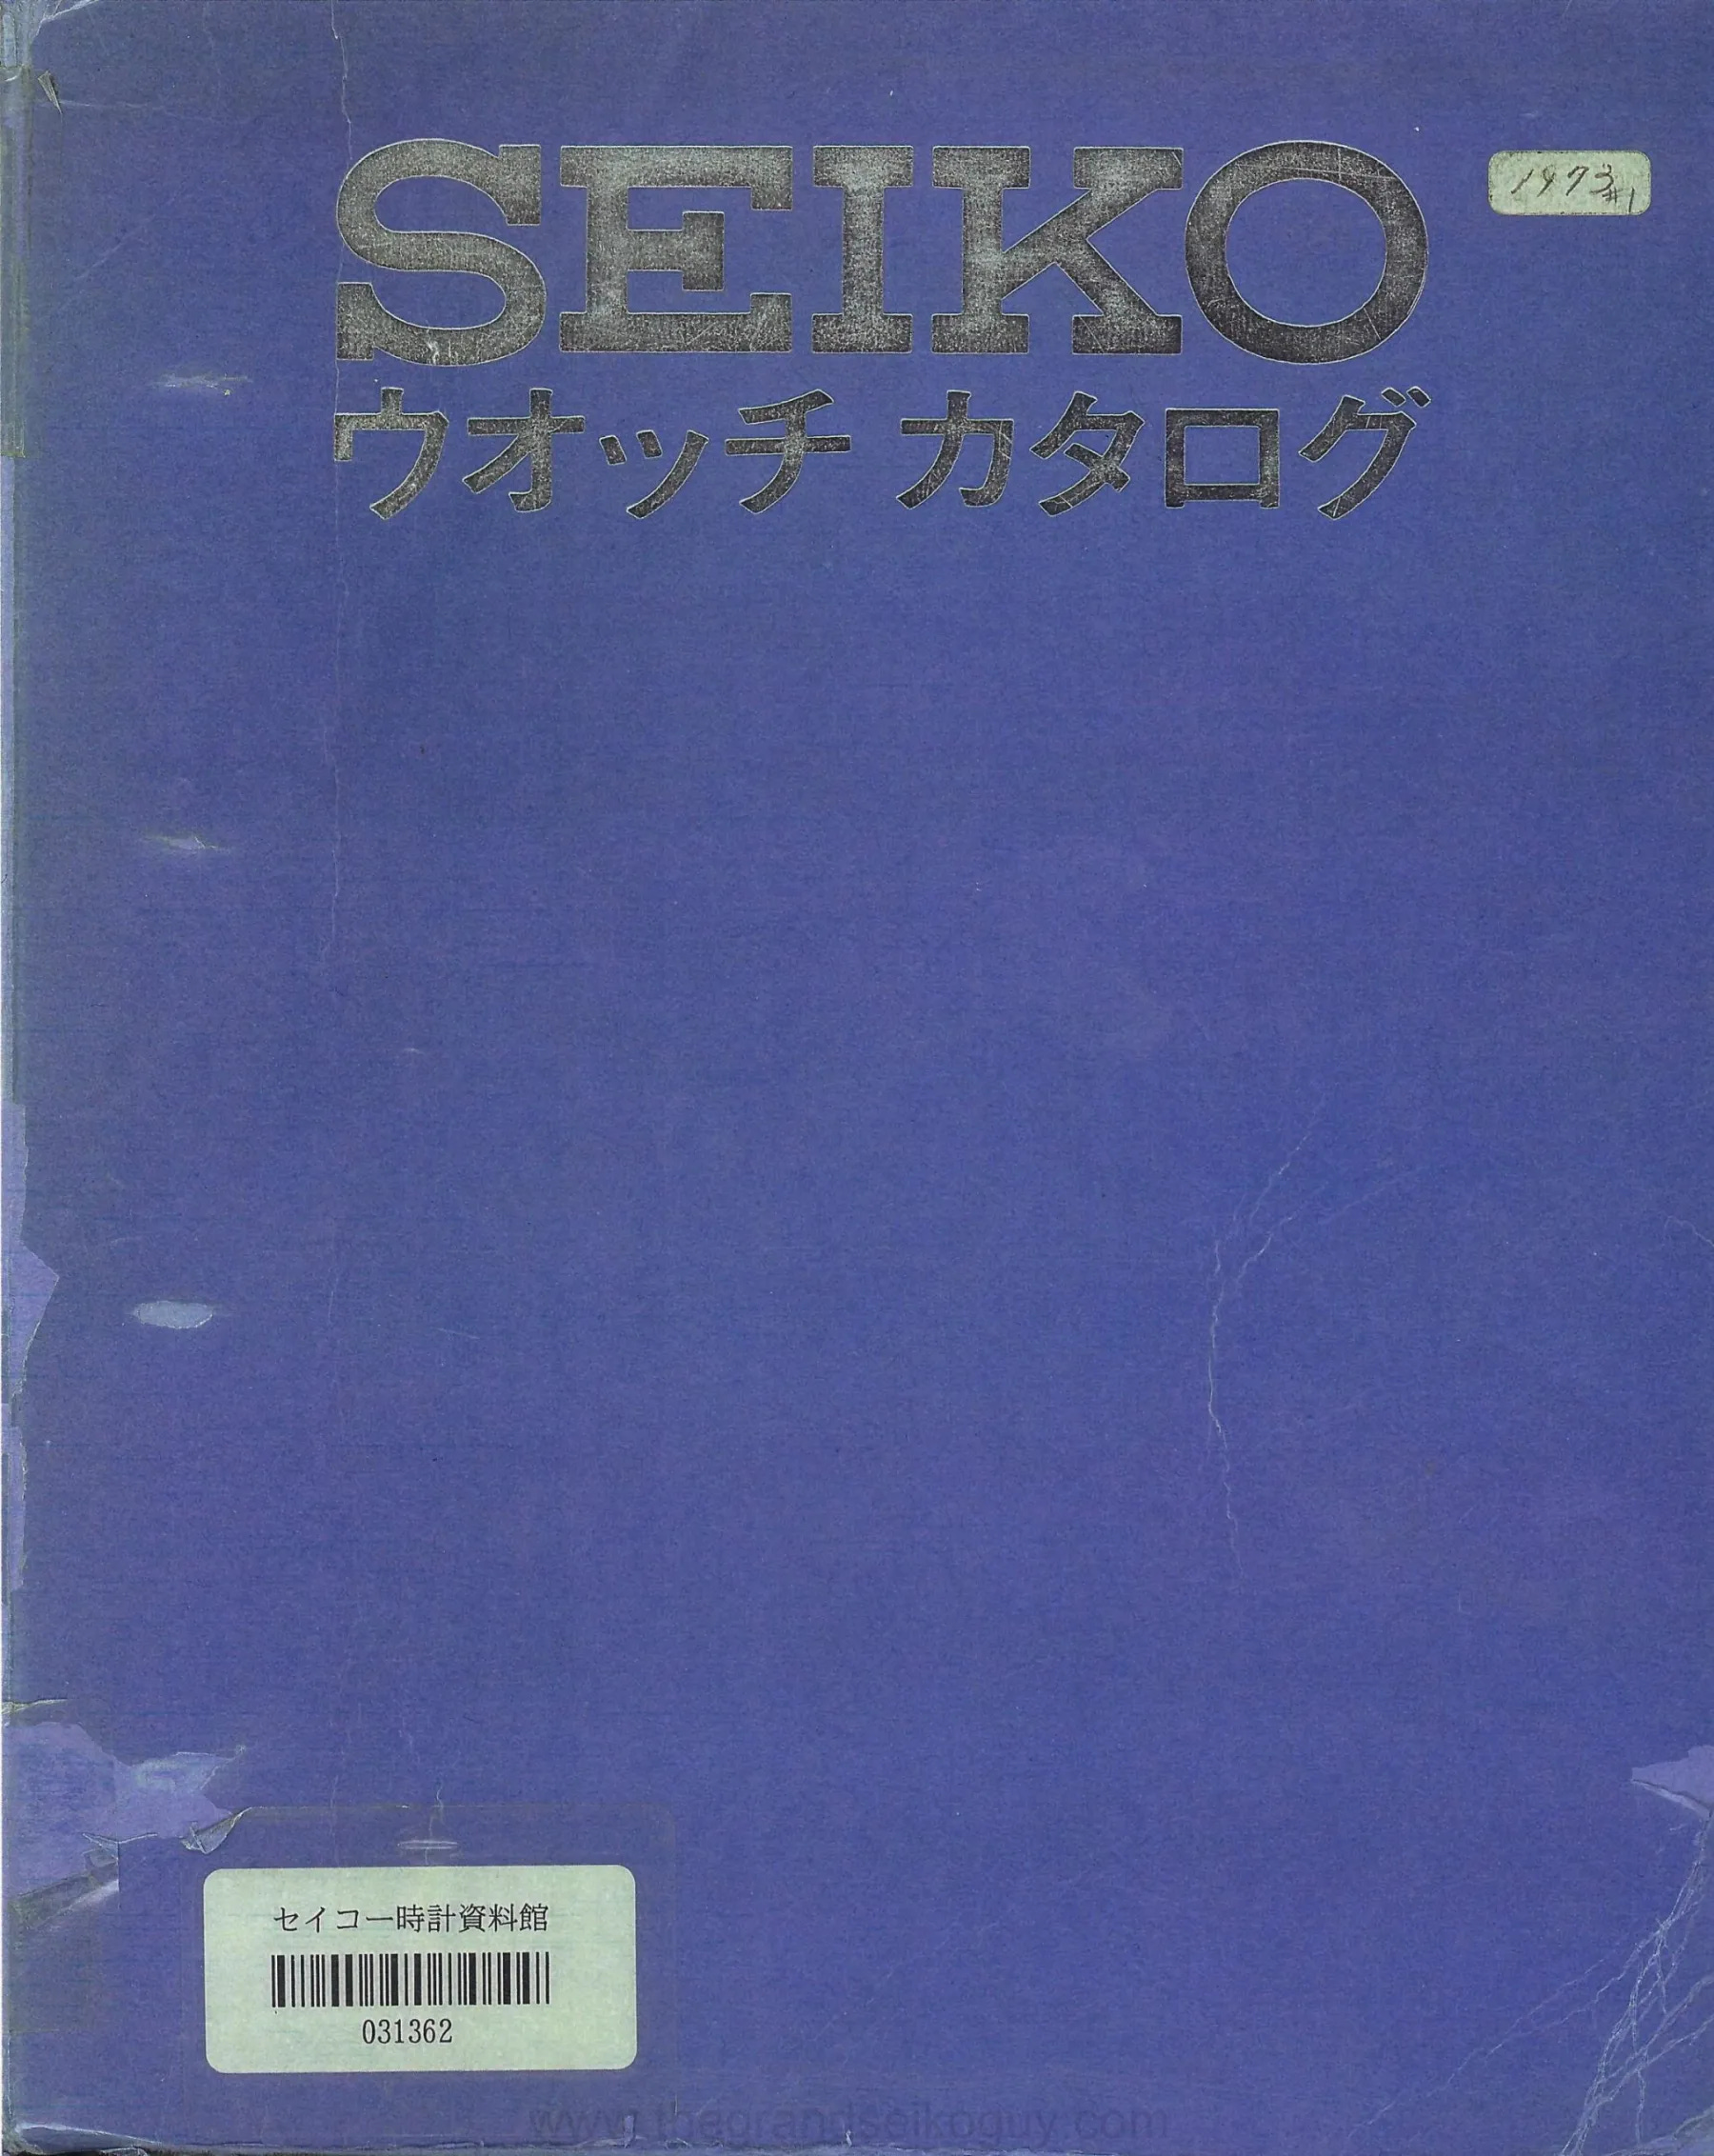 SEIKO
1973#1
ウオッチ カタログ
セイコー時計資料館
031362
www.thegrandseikoguy.com